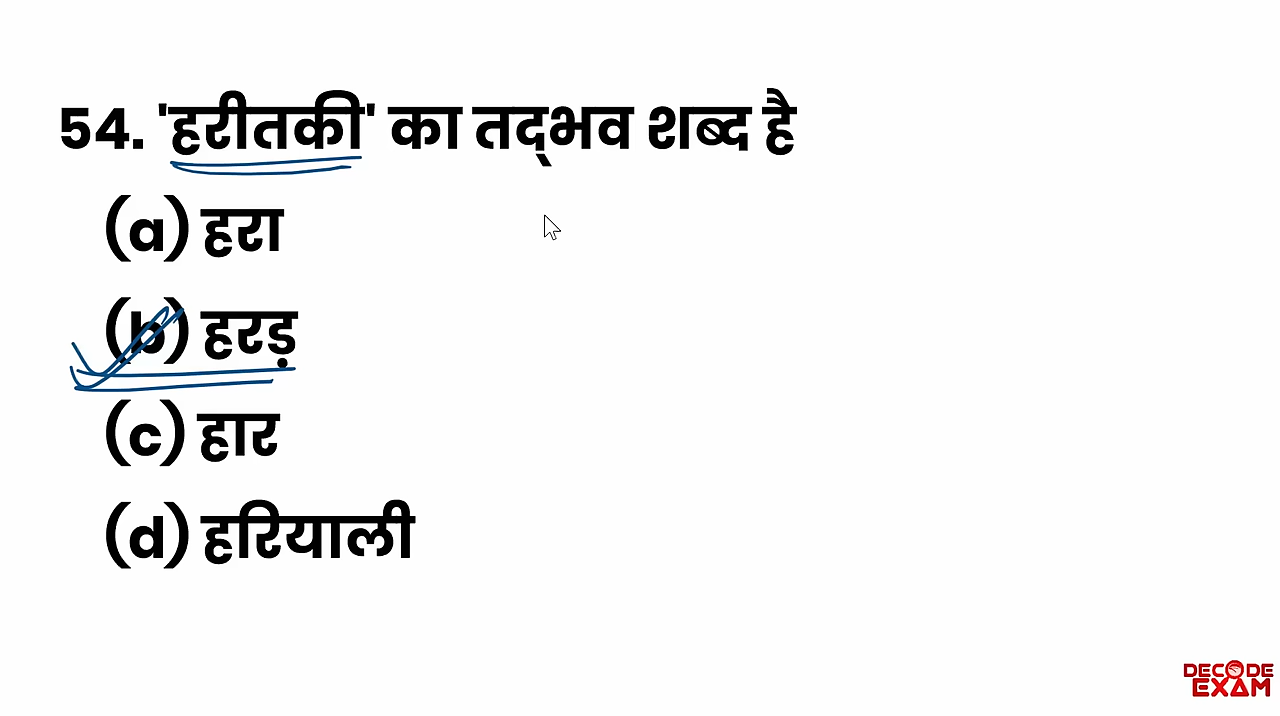 54. 'हरीतकी' का तद्‌भव शब्द है
(a) हरा
(b) हरड़
(c) हार
(d) हरियाली
DECODE
EXAM